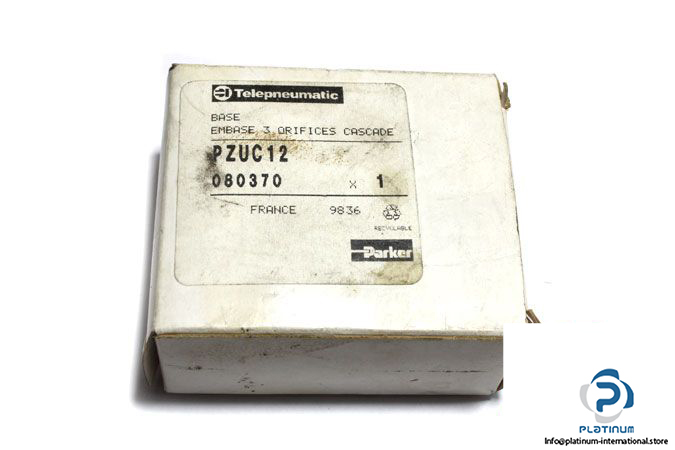 Telepneumatic
BASE
EMBASE 3 ORIFICES CASCADE
PZUC12
080370 x 1
FRANCE 9836
RECYCLABLE
Parker
PLATINUM
info@platinum-international.store